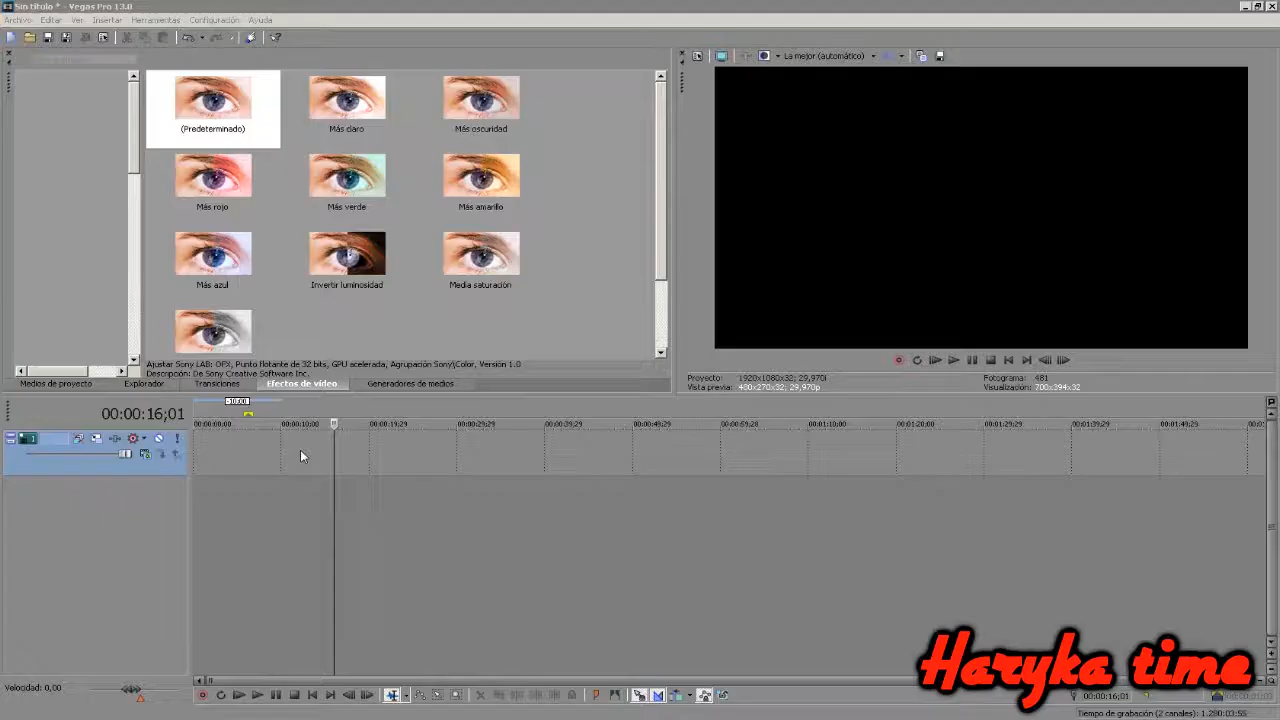 Sin título * - Vegas Pro 13.0
Archivo Editar Ver Insertar Herramientas Configuración Ayuda
La mejor (automático)
(Predeterminado) Más claro Más oscuridad
Más rojo Más verde Más amarillo
Más azul Invertir luminosidad Media saturación
Ajustar Sony LAB: OFX, Punto flotante de 32 bits, GPU acelerada, Agrupación Sony\Color, Versión 1.0
Descripción: De Sony Creative Software Inc.
Medios de proyecto Explorador Transiciones Efectos de vídeo Generadores de medios
Proyecto: 1920x1080x32; 29,970i Fotograma: 481
Vista previa: 480x270x32; 29,970p Visualización: 700x394x32
-10:00
00:00:16;01
00:00:00;00 00:00:10;00 00:00:19;29 00:00:29;29 00:00:39;29 00:00:49;29 00:00:59;28 00:01:10;00 00:01:20;00 00:01:29;29 00:01:39;29 00:01:49;29
1
Haryka time
Velocidad: 0,00
00:00:16;01
Tiempo de grabación (2 canales): 1.280:03:55